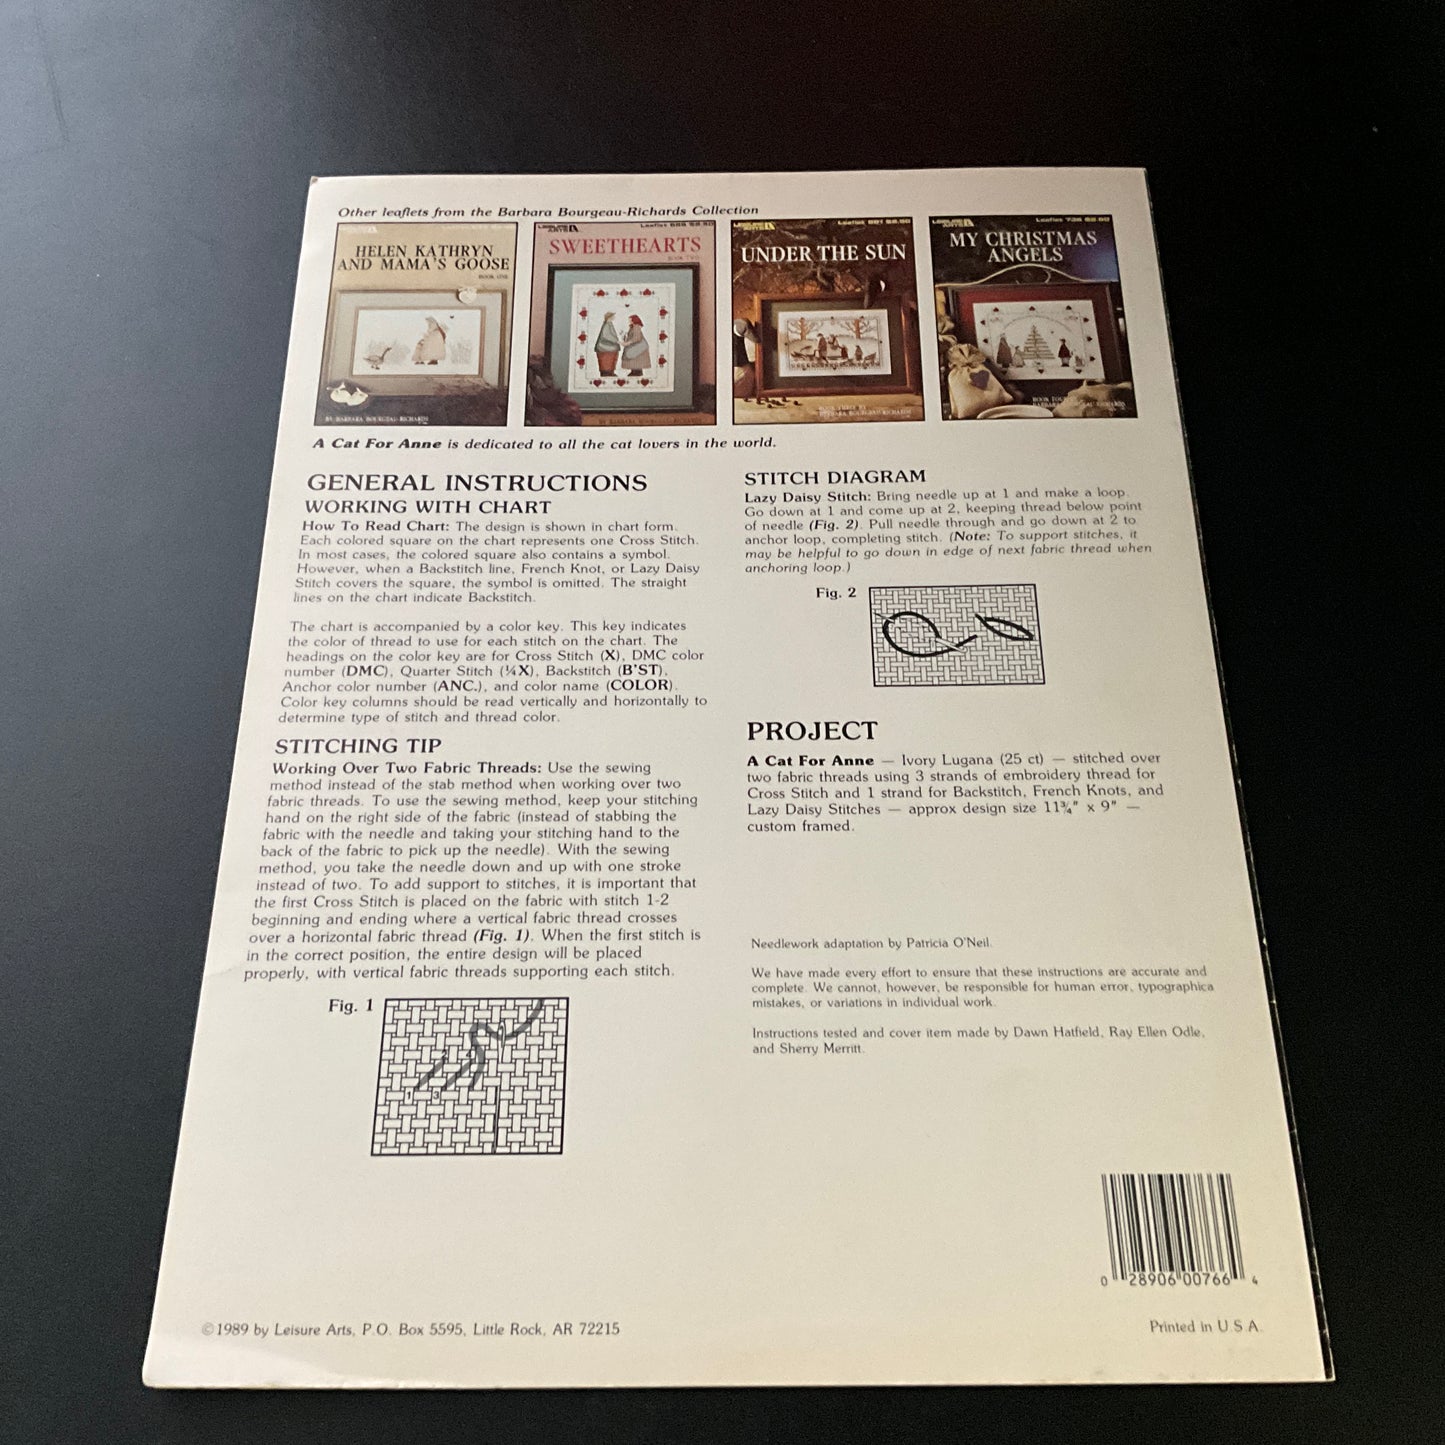 Other leaflets from the Barbara Bourgeau-Richards Collection
HELEN KATHRYN
AND MAMA'S GOOSE
BOOK ONE
BY BARBARA BOURGEAU-RICHARDS
SWEETHEARTS
BOOK TWO
BY BARBARA BOURGEAU-RICHARDS
UNDER THE SUN
BOOK THREE BY
BARBARA BOURGEAU-RICHARDS
MY CHRISTMAS
ANGELS
A Cat For Anne is dedicated to all the cat lovers in the world.
GENERAL INSTRUCTIONS
WORKING WITH CHART
How To Read Chart: The design is shown in chart form.
Each colored square on the chart represents one Cross Stitch.
In most cases, the colored square also contains a symbol.
However, when a Backstitch line, French Knot, or Lazy Daisy
Stitch covers the square, the symbol is omitted. The straight
lines on the chart indicate Backstitch.
The chart is accompanied by a color key. This key indicates
the color of thread to use for each stitch on the chart. The
headings on the color key are for Cross Stitch (X), DMC color
number (DMC), Quarter Stitch (¼X), Backstitch (B'ST),
Anchor color number (ANC.), and color name (COLOR).
Color key columns should be read vertically and horizontally to
determine type of stitch and thread color.
STITCHING TIP
Working Over Two Fabric Threads: Use the sewing
method instead of the stab method when working over two
fabric threads. To use the sewing method, keep your stitching
hand on the right side of the fabric (instead of stabbing the
fabric with the needle and taking your stitching hand to the
back of the fabric to pick up the needle). With the sewing
method, you take the needle down and up with one stroke
instead of two. To add support to stitches, it is important that
the first Cross Stitch is placed on the fabric with stitch 1-2
beginning and ending where a vertical fabric thread crosses
over a horizontal fabric thread (Fig. 1). When the first stitch is
in the correct position, the entire design will be placed
properly, with vertical fabric threads supporting each stitch.
Fig. 1
1 3
STITCH DIAGRAM
Lazy Daisy Stitch: Bring needle up at 1 and make a loop.
Go down at 1 and come up at 2, keeping thread below point
of needle (Fig. 2). Pull needle through and go down at 2 to
anchor loop, completing stitch. (Note: To support stitches, it
may be helpful to go down in edge of next fabric thread when
anchoring loop.)
Fig. 2
PROJECT
A Cat For Anne — Ivory Lugana (25 ct) — stitched over
two fabric threads using 3 strands of embroidery thread for
Cross Stitch and 1 strand for Backstitch, French Knots, and
Lazy Daisy Stitches — approx design size 11¾" x 9" —
custom framed.
Needlework adaptation by Patricia O'Neil.
We have made every effort to ensure that these instructions are accurate and
complete. We cannot, however, be responsible for human error, typographica
mistakes, or variations in individual work.
Instructions tested and cover item made by Dawn Hatfield, Ray Ellen Odle,
and Sherry Merritt.
0 28906 00766 4
©1989 by Leisure Arts, P.O. Box 5595, Little Rock, AR 72215
Printed in U.S.A.